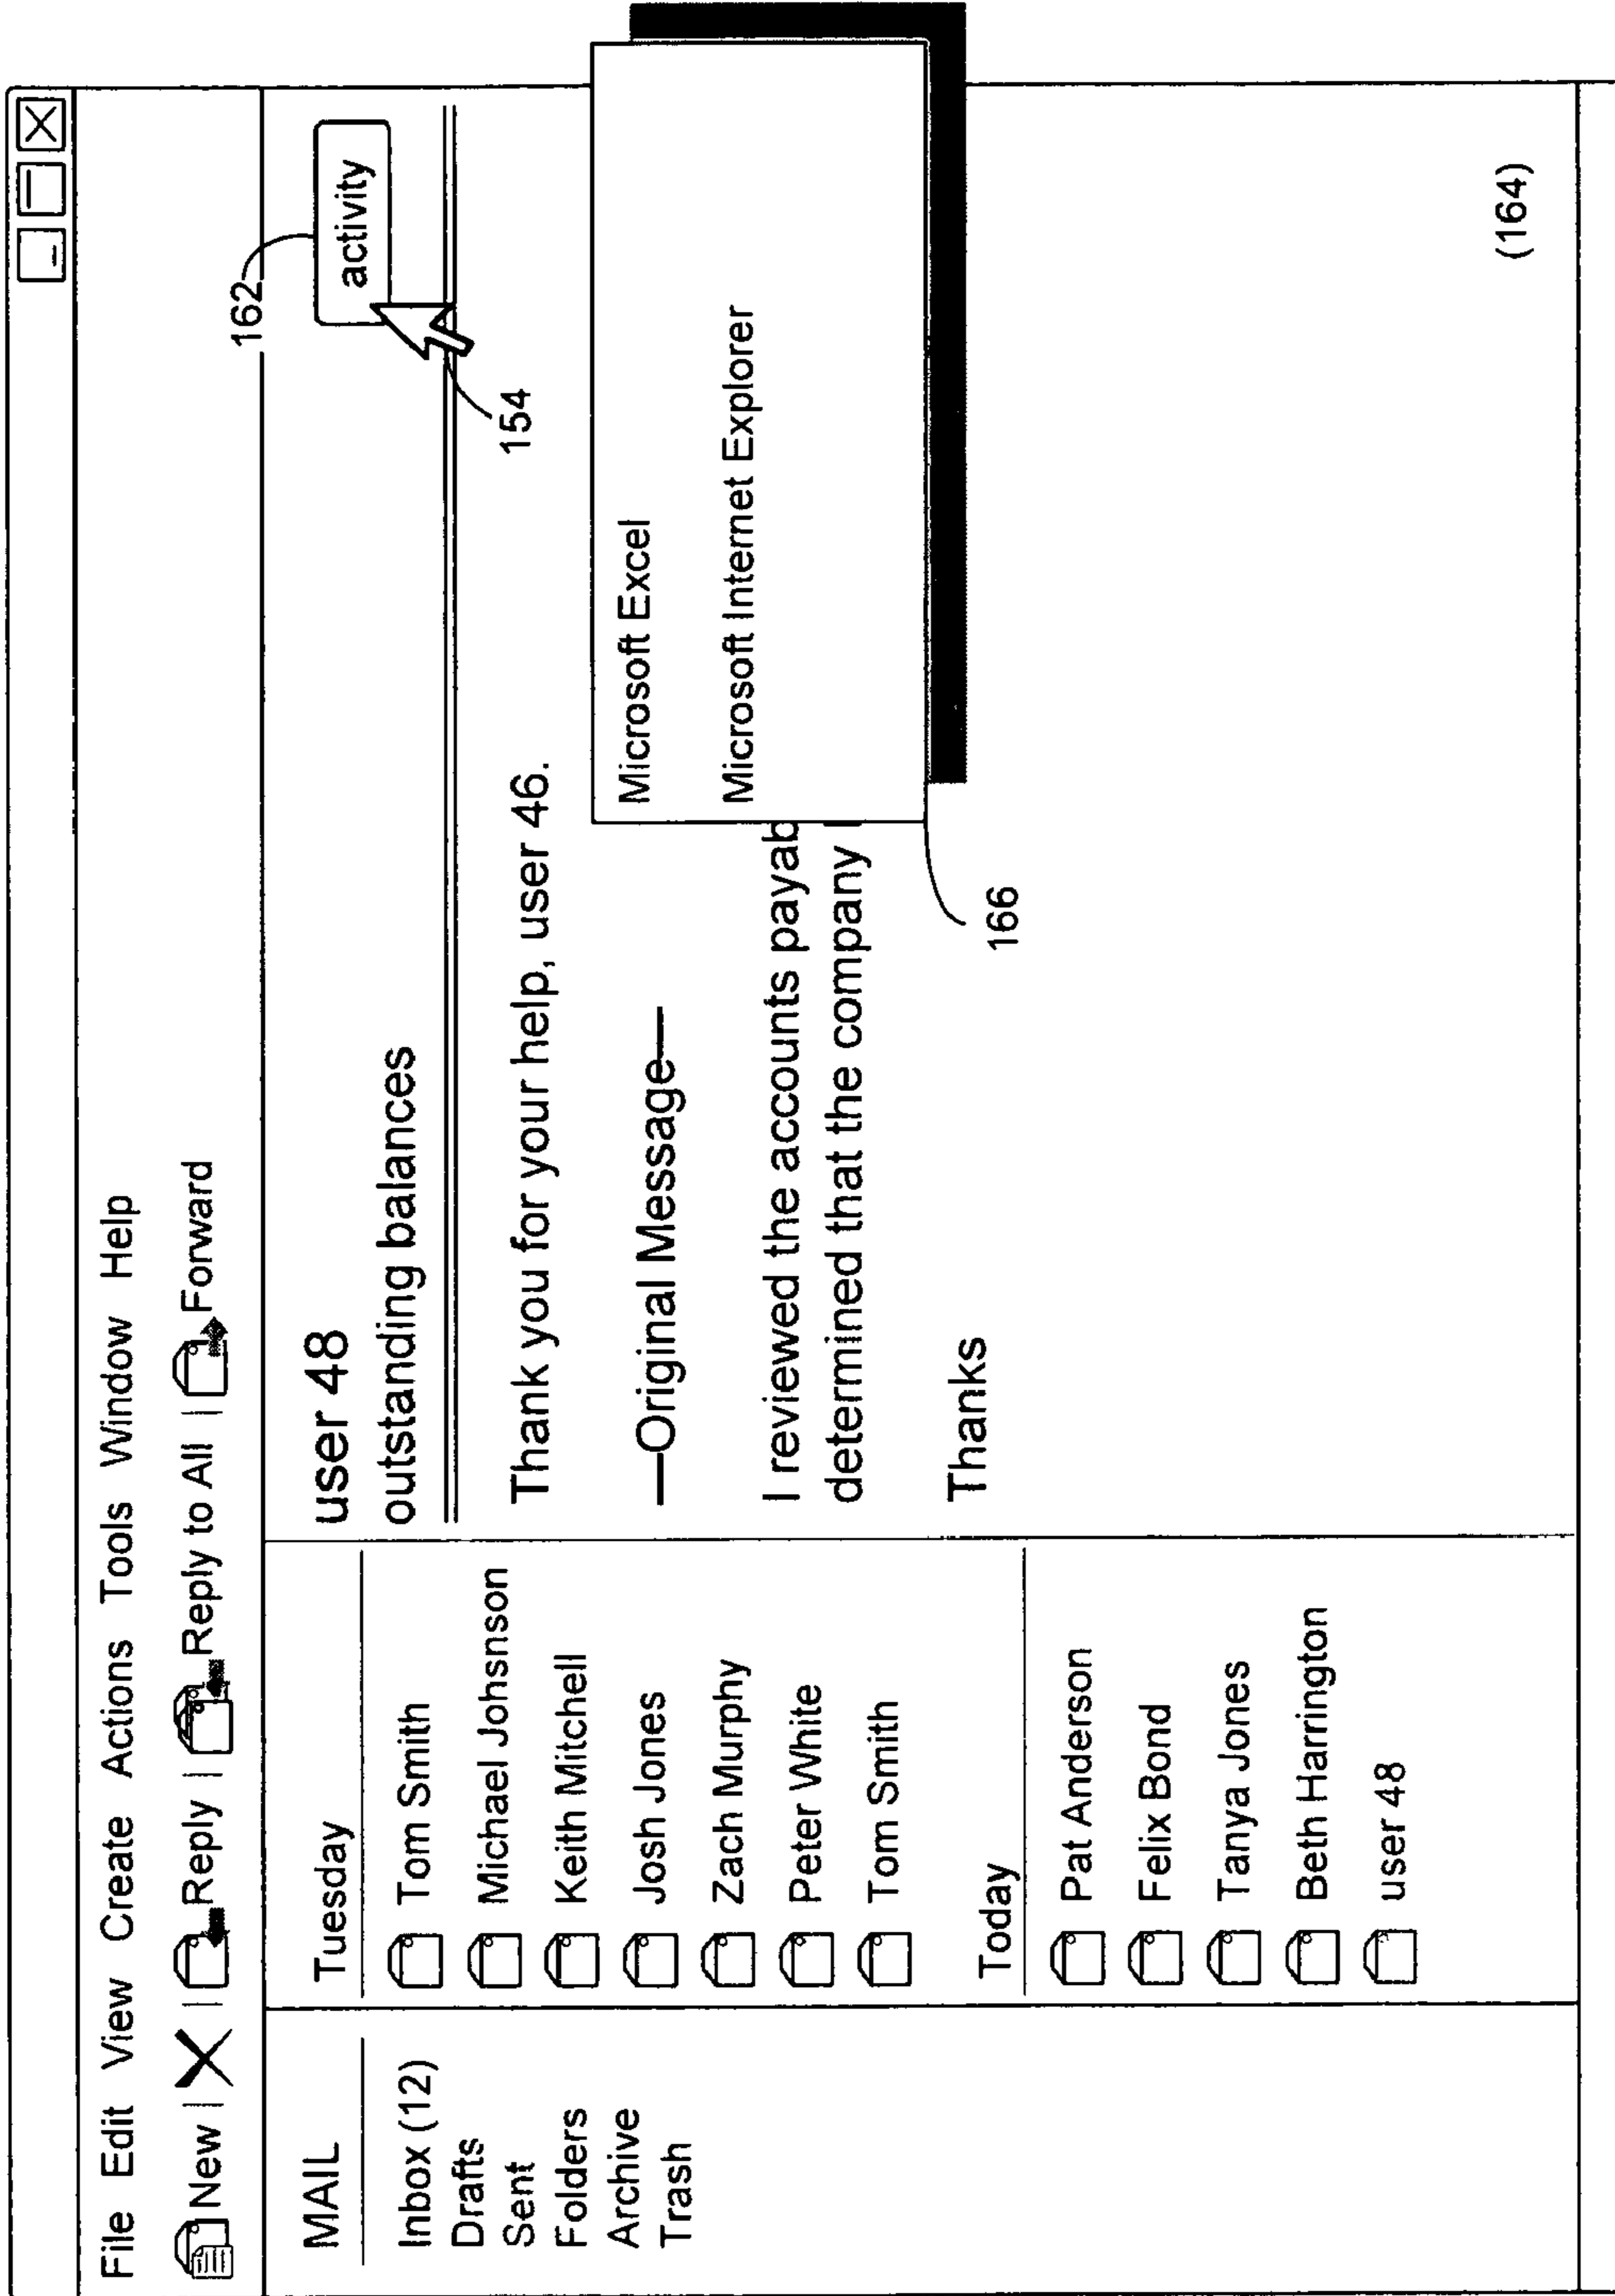 File Edit View Create Actions Tools Window Help
New | | Reply | Reply to All | Forward
MAIL
Inbox (12)
Drafts
Sent
Folders
Archive
Trash
Tuesday
Tom Smith
Michael Johsnson
Keith Mitchell
Josh Jones
Zach Murphy
Peter White
Tom Smith
Today
Pat Anderson
Felix Bond
Tanya Jones
Beth Harrington
user 48
user 48
outstanding balances
162
activity
154
Thank you for your help, user 46.
—Original Message—
I reviewed the accounts payab
determined that the company
Thanks
Microsoft Excel
Microsoft Internet Explorer
166
(164)